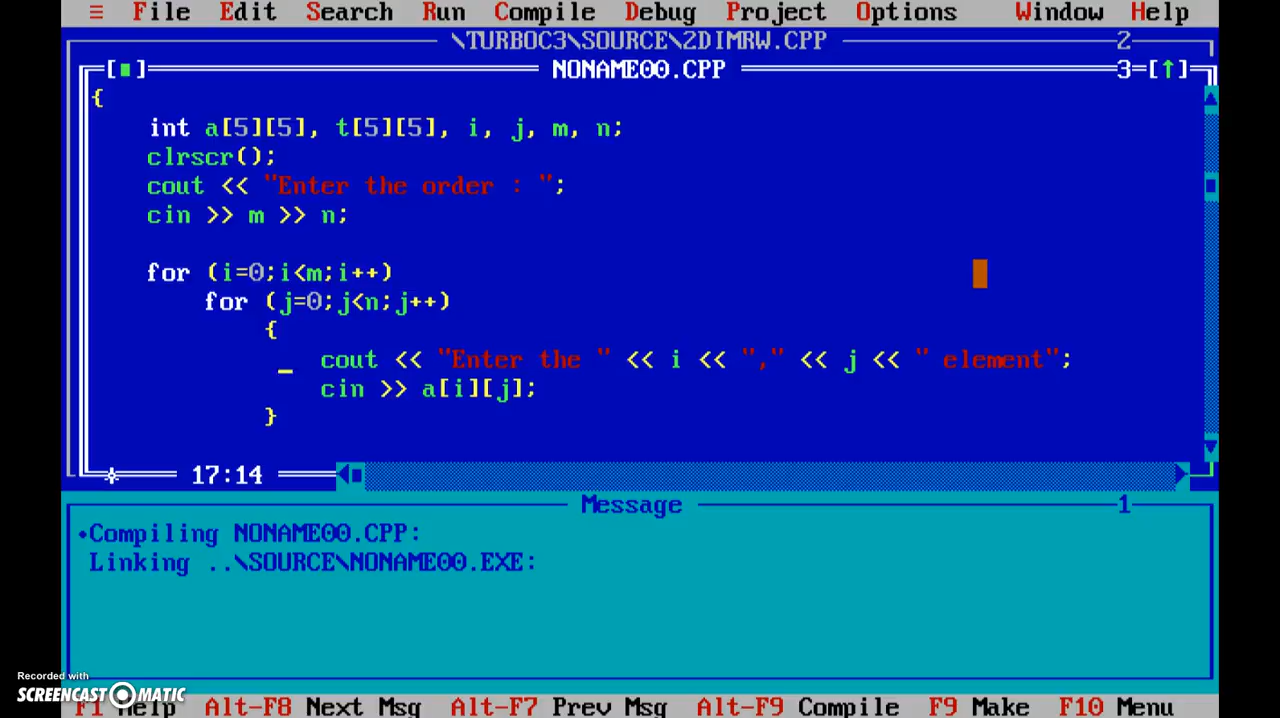 ≡ File Edit Search Run Compile Debug Project Options Window Help
\TURBOC3\SOURCE\2DIMRW.CPP 2
[■] NONAME00.CPP 3=[↑]
{
int a[5][5], t[5][5], i, j, m, n;
clrscr();
cout << "Enter the order : ";
cin >> m >> n;
for (i=0;i<m;i++)
for (j=0;j<n;j++)
{
cout << "Enter the " << i << "," << j << " element";
cin >> a[i][j];
}
17:14
Message 1
•Compiling NONAME00.CPP:
Linking ..\SOURCE\NONAME00.EXE:
Recorded with
SCREENCAST-O-MATIC
F1 Help Alt-F8 Next Msg Alt-F7 Prev Msg Alt-F9 Compile F9 Make F10 Menu